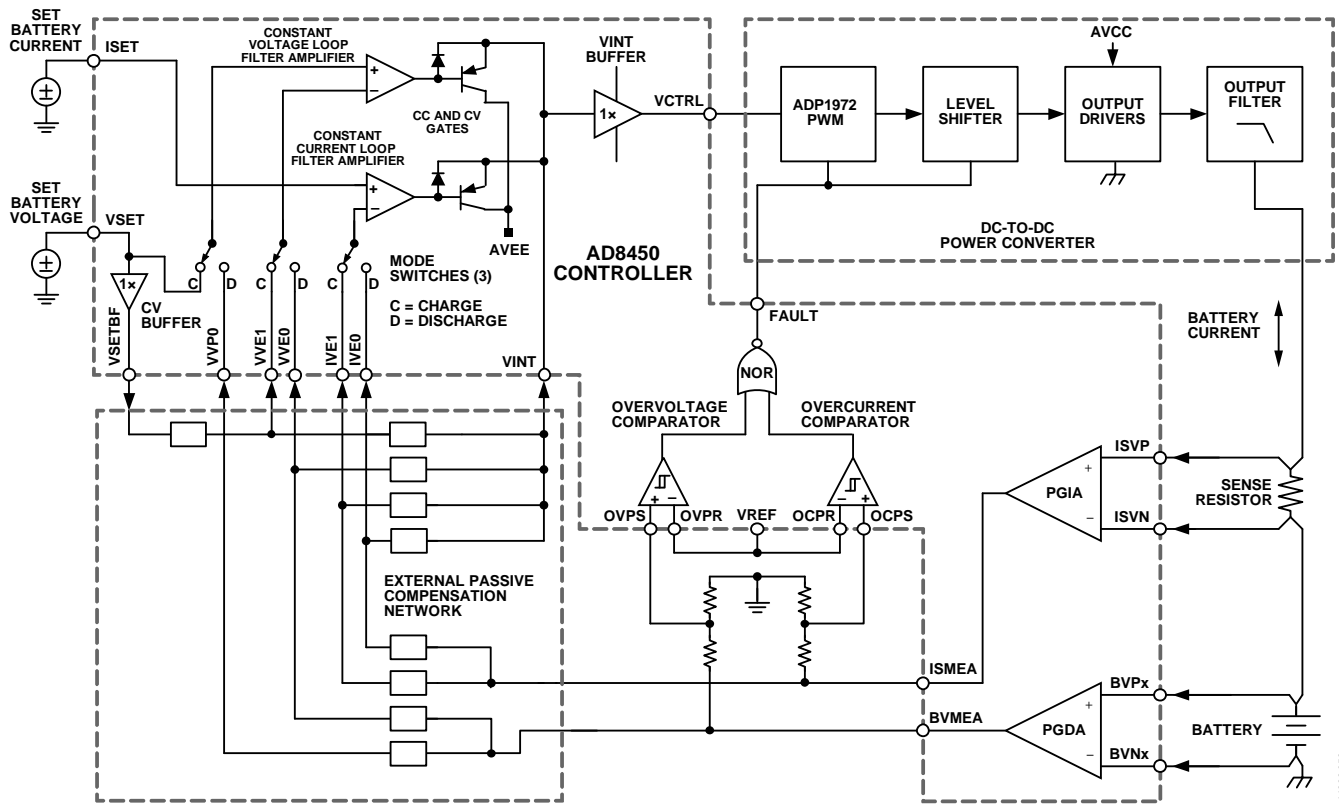 SET
BATTERY
CURRENT
ISET
CONSTANT
VOLTAGE LOOP
FILTER AMPLIFIER
+
−
CC AND CV
GATES
CONSTANT
CURRENT LOOP
FILTER AMPLIFIER
+
−
AVEE
VINT
BUFFER
1×
VCTRL
AVCC
ADP1972
PWM
LEVEL
SHIFTER
OUTPUT
DRIVERS
OUTPUT
FILTER
DC-TO-DC
POWER CONVERTER
SET
BATTERY
VOLTAGE
VSET
1×
CV
BUFFER
C
D
C
D
C
D
MODE
SWITCHES (3)
C = CHARGE
D = DISCHARGE
AD8450
CONTROLLER
VSETBF
VVP0
VVE1
VVE0
IVE1
IVE0
VINT
FAULT
BATTERY
CURRENT
NOR
OVERVOLTAGE
COMPARATOR
OVERCURRENT
COMPARATOR
+ −
− +
OVPS
OVPR
VREF
OCPR
OCPS
ISVP
+
PGIA
−
ISVN
SENSE
RESISTOR
EXTERNAL PASSIVE
COMPENSATION
NETWORK
ISMEA
BVMEA
BVPx
+
PGDA
−
BVNx
BATTERY